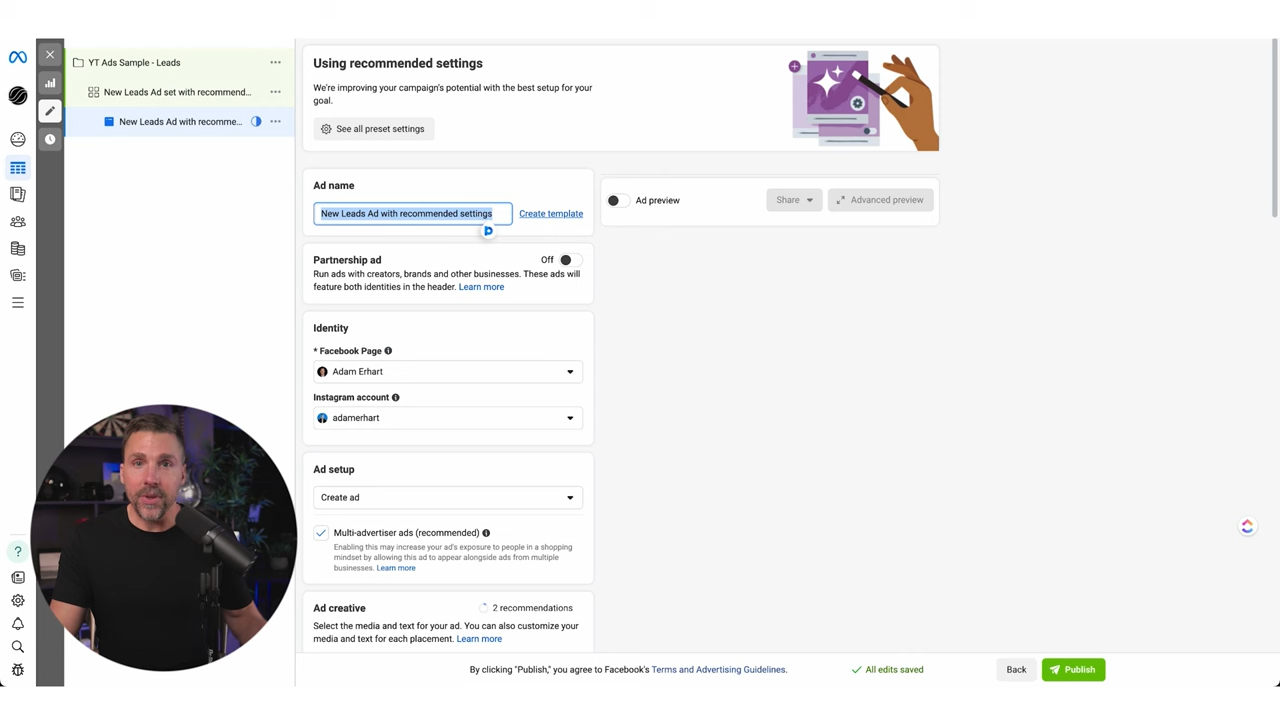 YT Ads Sample - Leads
New Leads Ad set with recommend...
New Leads Ad with recomme...
Using recommended settings
We're improving your campaign's potential with the best setup for your
goal.
See all preset settings
Ad name
New Leads Ad with recommended settings
Create template
Ad preview
Share
Advanced preview
Partnership ad
Off
Run ads with creators, brands and other businesses. These ads will
feature both identities in the header. Learn more
Identity
* Facebook Page
Adam Erhart
Instagram account
adamerhart
Ad setup
Create ad
Multi-advertiser ads (recommended)
Enabling this may increase your ad's exposure to people in a shopping
mindset by allowing this ad to appear alongside ads from multiple
businesses. Learn more
Ad creative
2 recommendations
Select the media and text for your ad. You can also customize your
media and text for each placement. Learn more
By clicking "Publish," you agree to Facebook's Terms and Advertising Guidelines.
All edits saved
Back
Publish